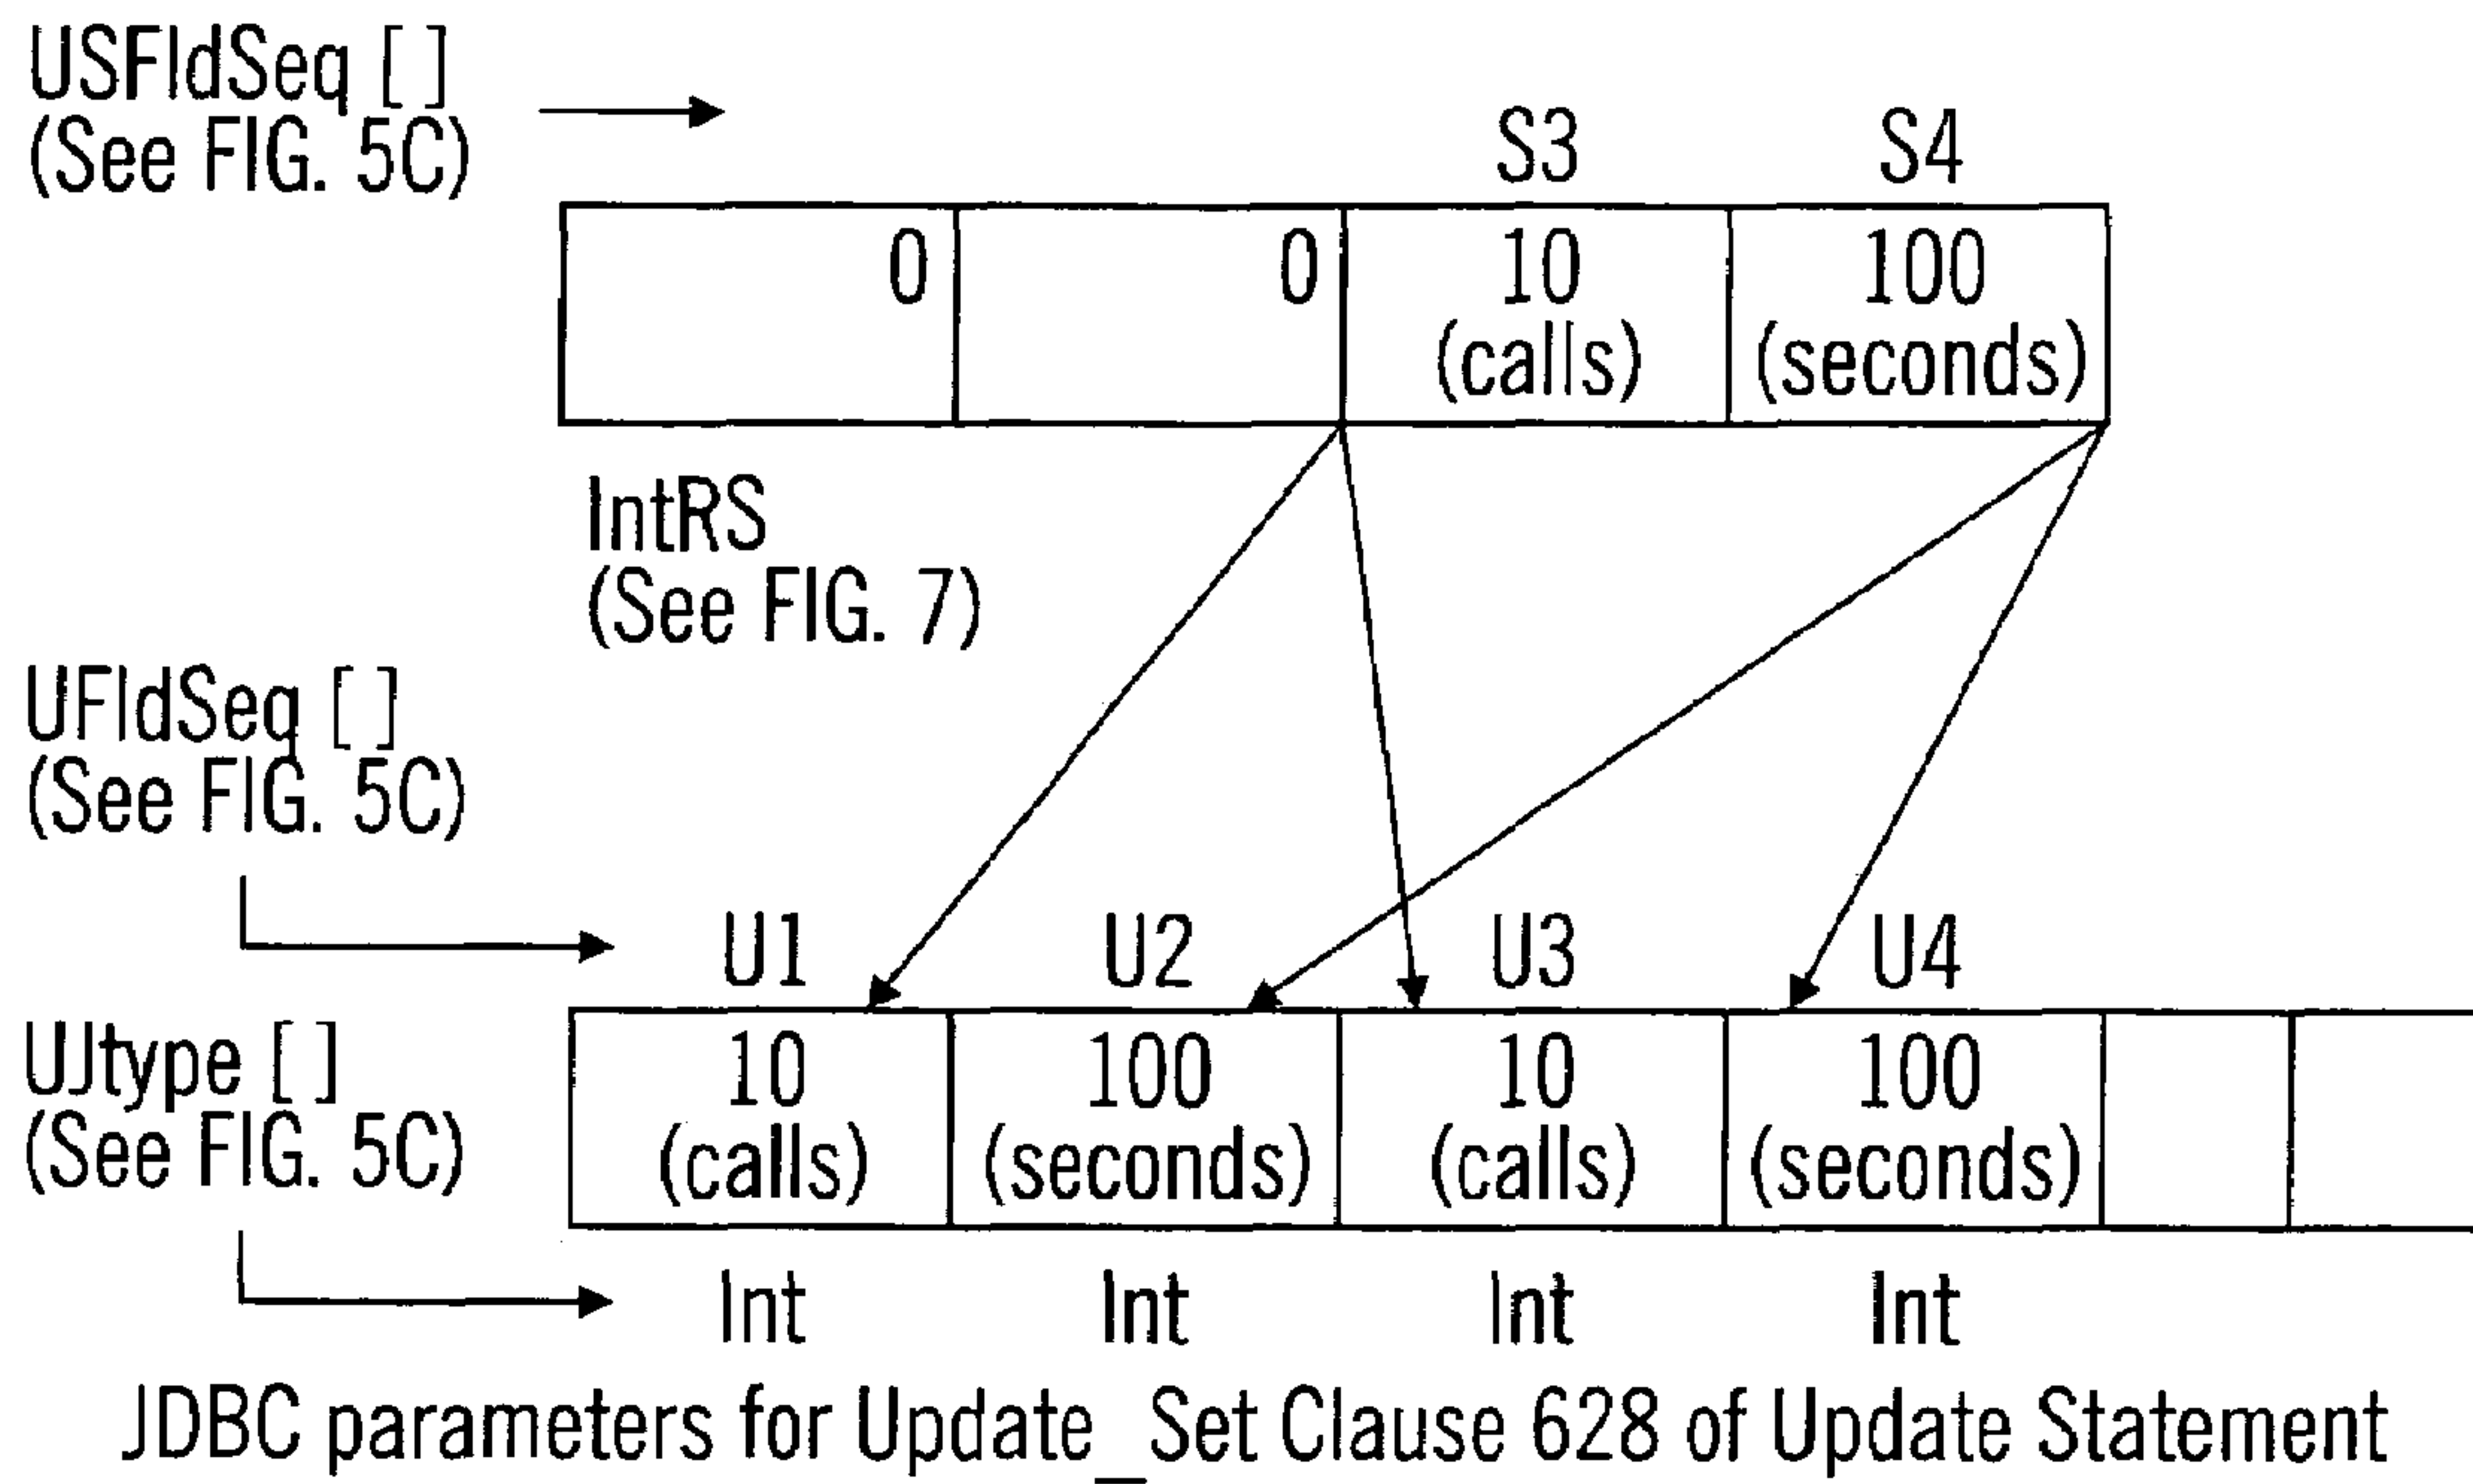 USFldSeq [ ]
(See FIG. 5C)
S3 S4
0 0 10 100
(calls) (seconds)
IntRS
(See FIG. 7)
UFldSeq [ ]
(See FIG. 5C)
U1 U2 U3 U4
UJtype [ ]
(See FIG. 5C)
10 100 10 100
(calls) (seconds) (calls) (seconds)
Int Int Int Int
JDBC parameters for Update_Set Clause 628 of Update Statement